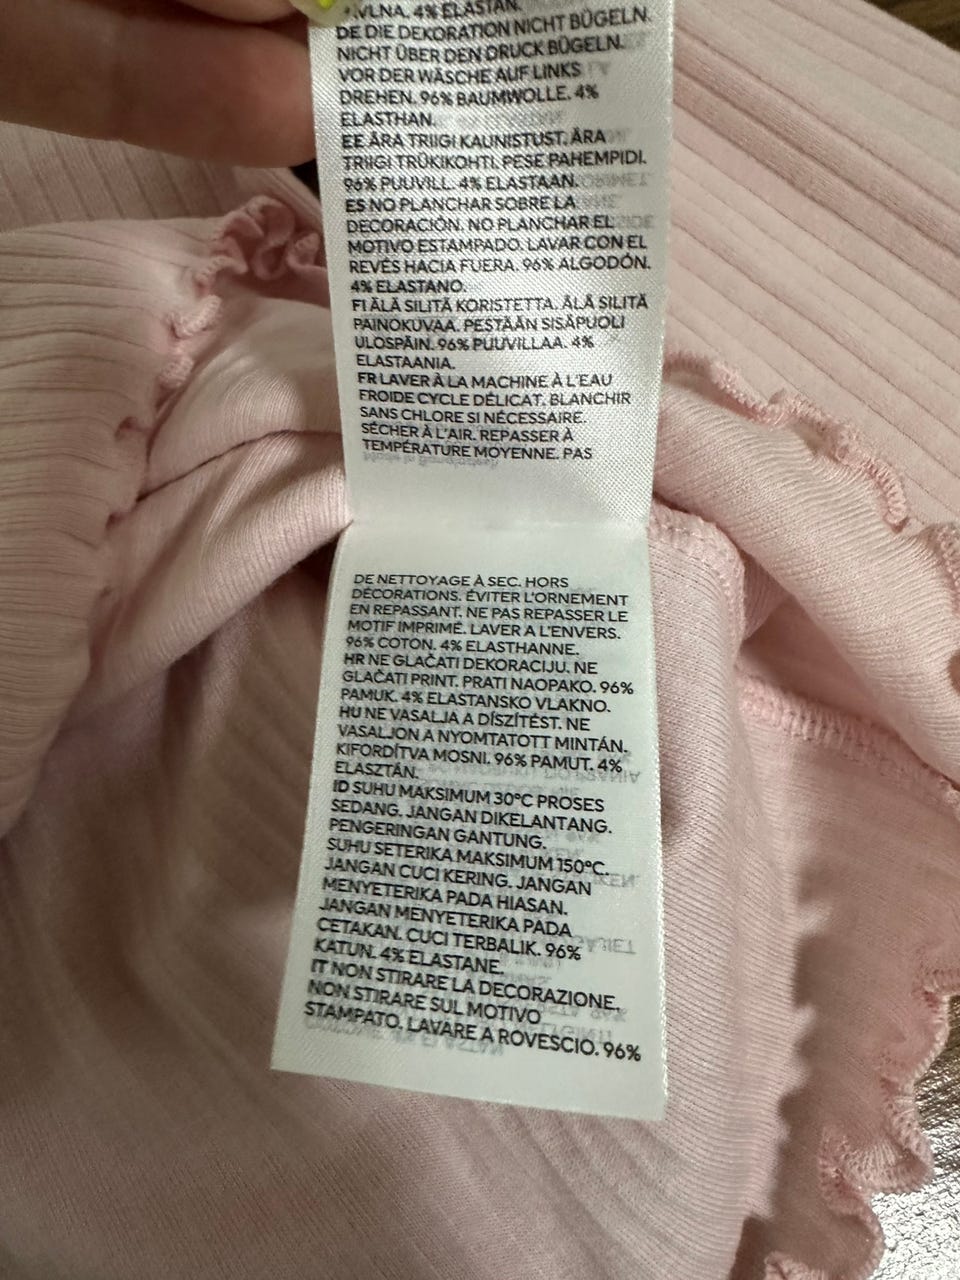 AVLNA. 4% ELASTAN.
DE DIE DEKORATION NICHT BÜGELN.
NICHT ÜBER DEN DRUCK BÜGELN.
VOR DER WÄSCHE AUF LINKS
DREHEN. 96% BAUMWOLLE. 4%
ELASTHAN.
EE ÄRA TRIIGI KAUNISTUST. ÄRA
TRIIGI TRÜKIKOHTI. PESE PAHEMPIDI.
96% PUUVILL. 4% ELASTAAN.
ES NO PLANCHAR SOBRE LA
DECORACIÓN. NO PLANCHAR EL
MOTIVO ESTAMPADO. LAVAR CON EL
REVÉS HACIA FUERA. 96% ALGODÓN.
4% ELASTANO.
FI ÄLÄ SILITÄ KORISTETTA. ÄLÄ SILITÄ
PAINOKUVAA. PESTÄÄN SISÄPUOLI
ULOSPÄIN. 96% PUUVILLAA. 4%
ELASTAANIA.
FR LAVER À LA MACHINE À L'EAU
FROIDE CYCLE DÉLICAT. BLANCHIR
SANS CHLORE SI NÉCESSAIRE.
SÉCHER À L'AIR. REPASSER À
TEMPÉRATURE MOYENNE. PAS
DE NETTOYAGE À SEC. HORS
DÉCORATIONS. ÉVITER L'ORNEMENT
EN REPASSANT. NE PAS REPASSER LE
MOTIF IMPRIMÉ. LAVER A L'ENVERS.
96% COTON. 4% ELASTHANNE.
HR NE GLAČATI DEKORACIJU. NE
GLAČATI PRINT. PRATI NAOPAKO. 96%
PAMUK. 4% ELASTANSKO VLAKNO.
HU NE VASALJA A DÍSZÍTÉST. NE
VASALJON A NYOMTATOTT MINTÁN.
KIFORDÍTVA MOSNI. 96% PAMUT. 4%
ELASZTÁN.
ID SUHU MAKSIMUM 30°C PROSES
SEDANG. JANGAN DIKELANTANG.
PENGERINGAN GANTUNG.
SUHU SETERIKA MAKSIMUM 150°C.
JANGAN CUCI KERING. JANGAN
MENYETERIKA PADA HIASAN.
JANGAN MENYETERIKA PADA
CETAKAN. CUCI TERBALIK. 96%
KATUN. 4% ELASTANE.
IT NON STIRARE LA DECORAZIONE.
NON STIRARE SUL MOTIVO
STAMPATO. LAVARE A ROVESCIO. 96%